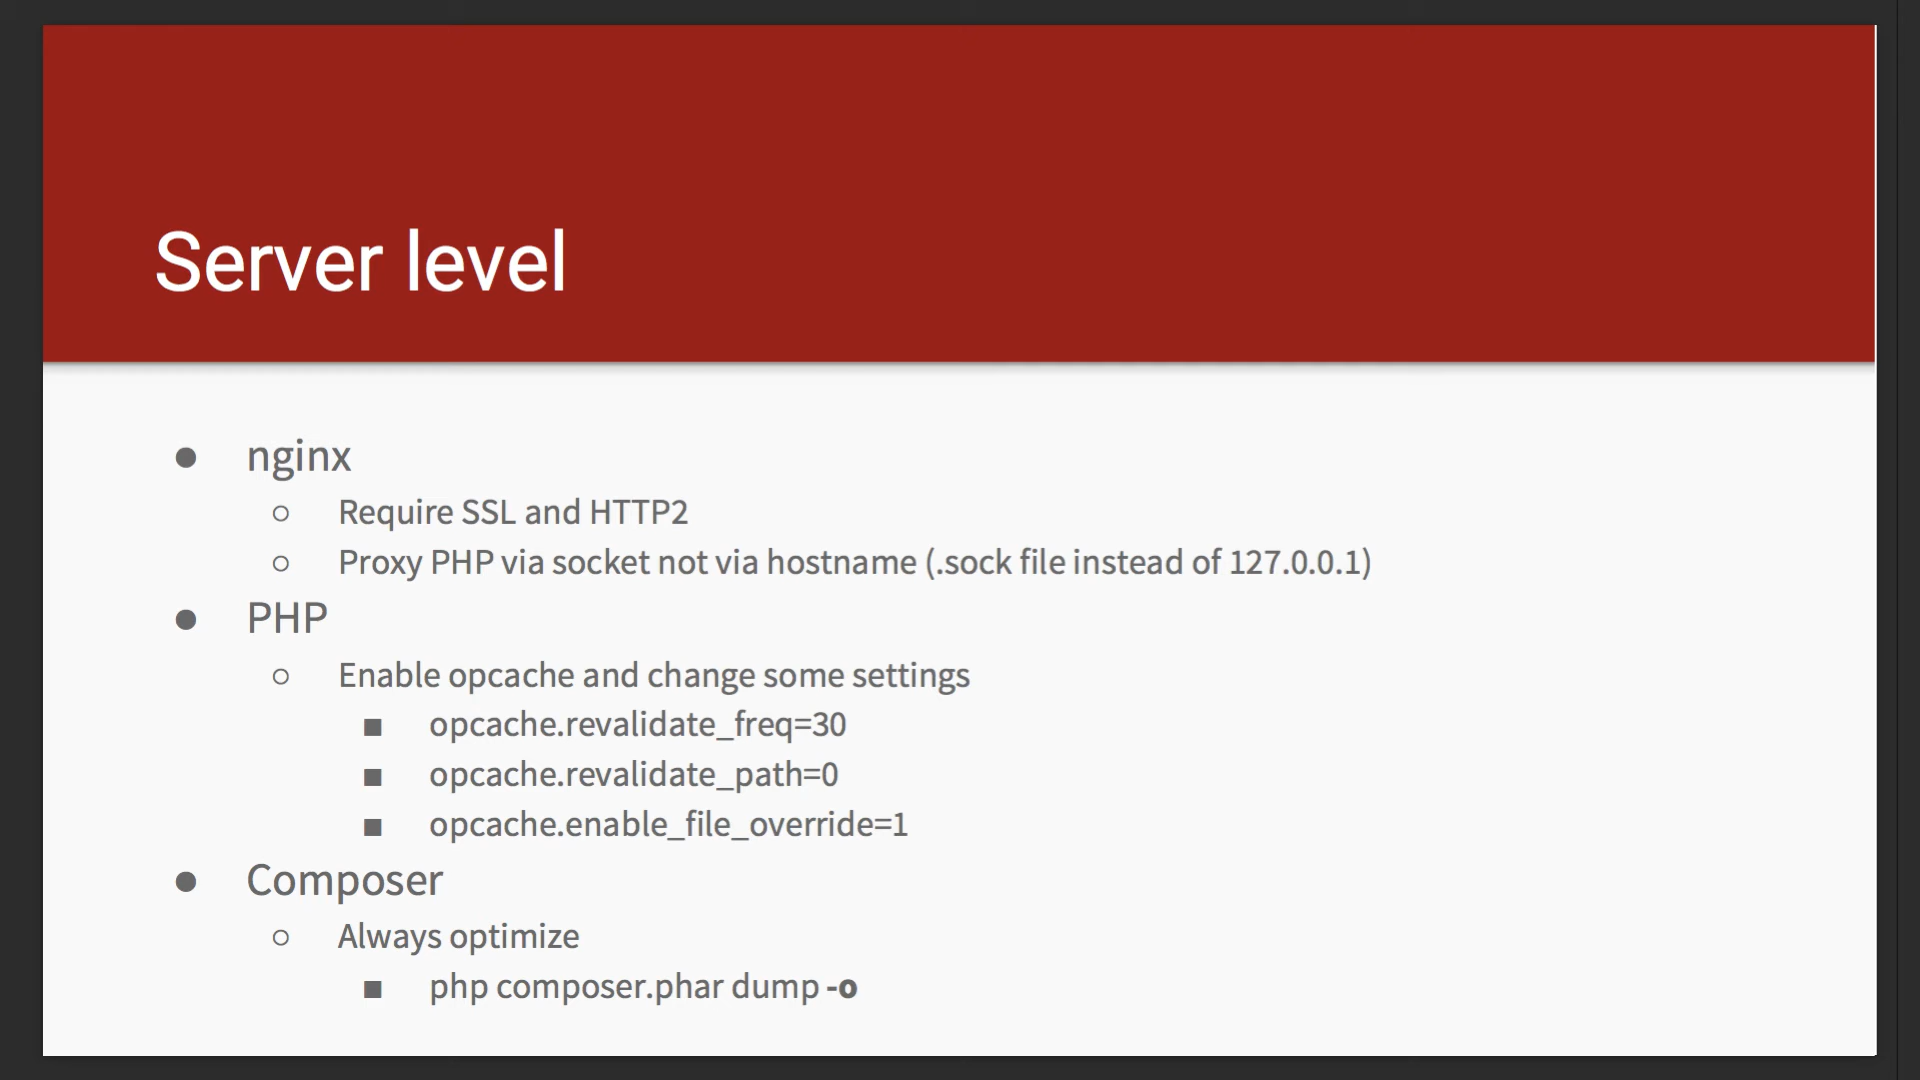 Server level
● nginx
○ Require SSL and HTTP2
○ Proxy PHP via socket not via hostname (.sock file instead of 127.0.0.1)
● PHP
○ Enable opcache and change some settings
■ opcache.revalidate_freq=30
■ opcache.revalidate_path=0
■ opcache.enable_file_override=1
● Composer
○ Always optimize
■ php composer.phar dump -o